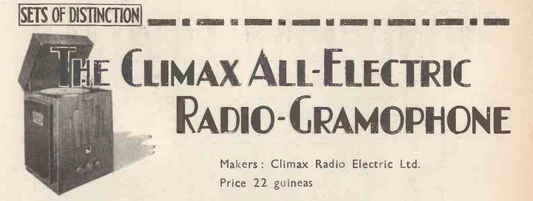 SETS OF DISTINCTION
THE CLIMAX ALL-ELECTRIC
RADIO-GRAMOPHONE
Makers: Climax Radio Electric Ltd.
Price 22 guineas